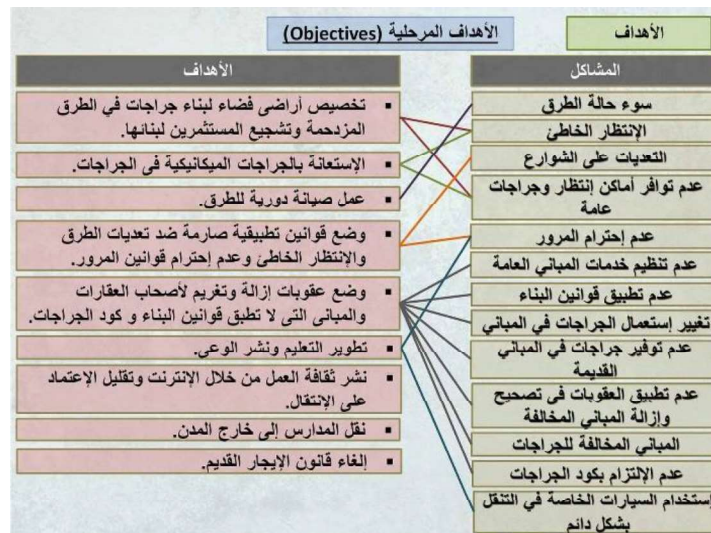 الأهداف
الأهداف المرحلية (Objectives)
المشاكل
سوء حالة الطرق
الإنتظار الخاطئ
التعديات على الشوارع
عدم توافر أماكن إنتظار وجراجات
عامة
عدم إحترام المرور
عدم تنظيم خدمات المباني العامة
عدم تطبيق قوانين البناء
تغيير إستعمال الجراجات في المباني
عدم توفير جراجات في المباني
القديمة
عدم تطبيق العقوبات فى تصحيح
وإزالة المباني المخالفة
المباني المخالفة للجراجات
عدم الإلتزام بكود الجراجات
إستخدام السيارات الخاصة في التنقل
بشكل دائم
الأهداف
▪ تخصيص أراضى فضاء لبناء جراجات في الطرق
المزدحمة وتشجيع المستثمرين لبنائها.
▪ الإستعانة بالجراجات الميكانيكية فى الجراجات.
▪ عمل صيانة دورية للطرق.
▪ وضع قوانين تطبيقية صارمة ضد تعديات الطرق
والإنتظار الخاطئ وعدم إحترام قوانين المرور.
▪ وضع عقوبات إزالة وتغريم لأصحاب العقارات
والمبانى التى لا تطبق قوانين البناء و كود الجراجات.
▪ تطوير التعليم ونشر الوعى.
▪ نشر ثقافة العمل من خلال الإنترنت وتقليل الإعتماد
على الإنتقال.
▪ نقل المدارس إلى خارج المدن.
▪ إلغاء قانون الإيجار القديم.